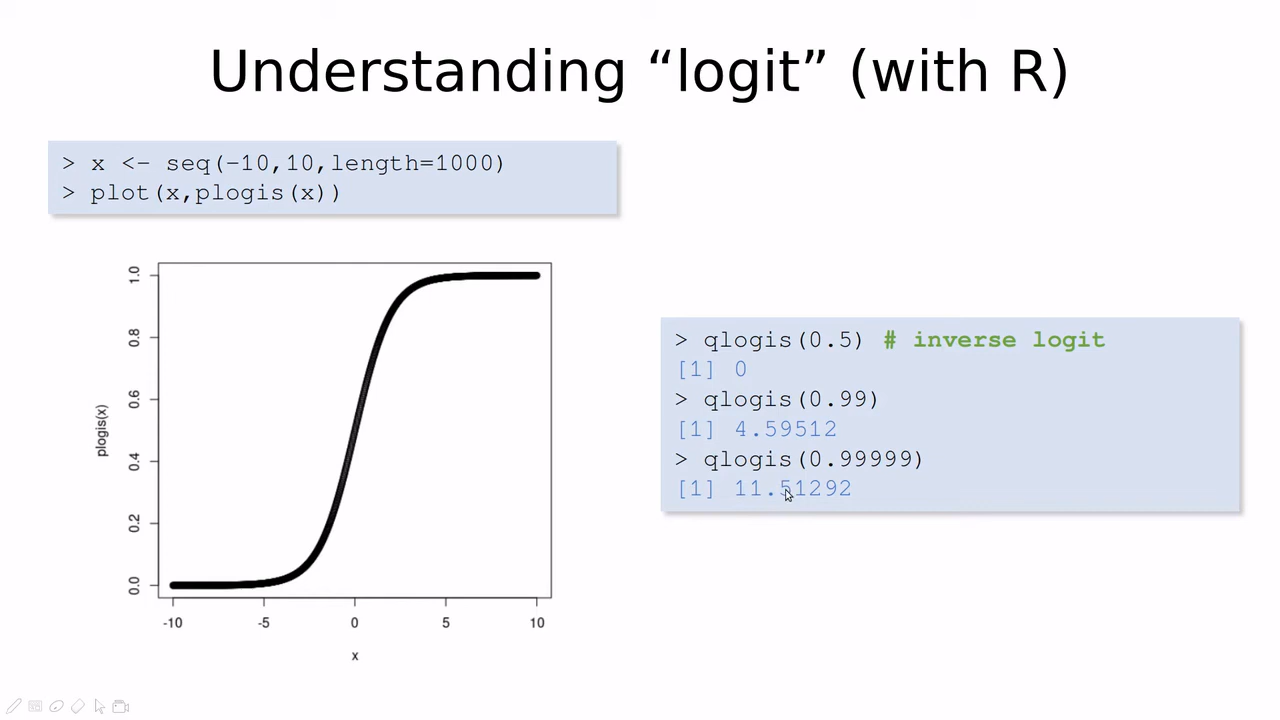 Understanding “logit” (with R)
> x <- seq(-10,10,length=1000)
> plot(x,plogis(x))
1.0
0.8
0.6
0.4
0.2
0.0
plogis(x)
-10 -5 0 5 10
x
> qlogis(0.5) # inverse logit
[1] 0
> qlogis(0.99)
[1] 4.59512
> qlogis(0.99999)
[1] 11.51292